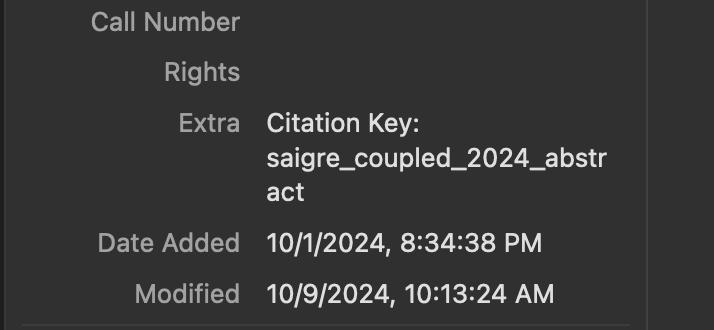 Call Number
Rights
Extra Citation Key:
saigre_coupled_2024_abstr
act
Date Added 10/1/2024, 8:34:38 PM
Modified 10/9/2024, 10:13:24 AM